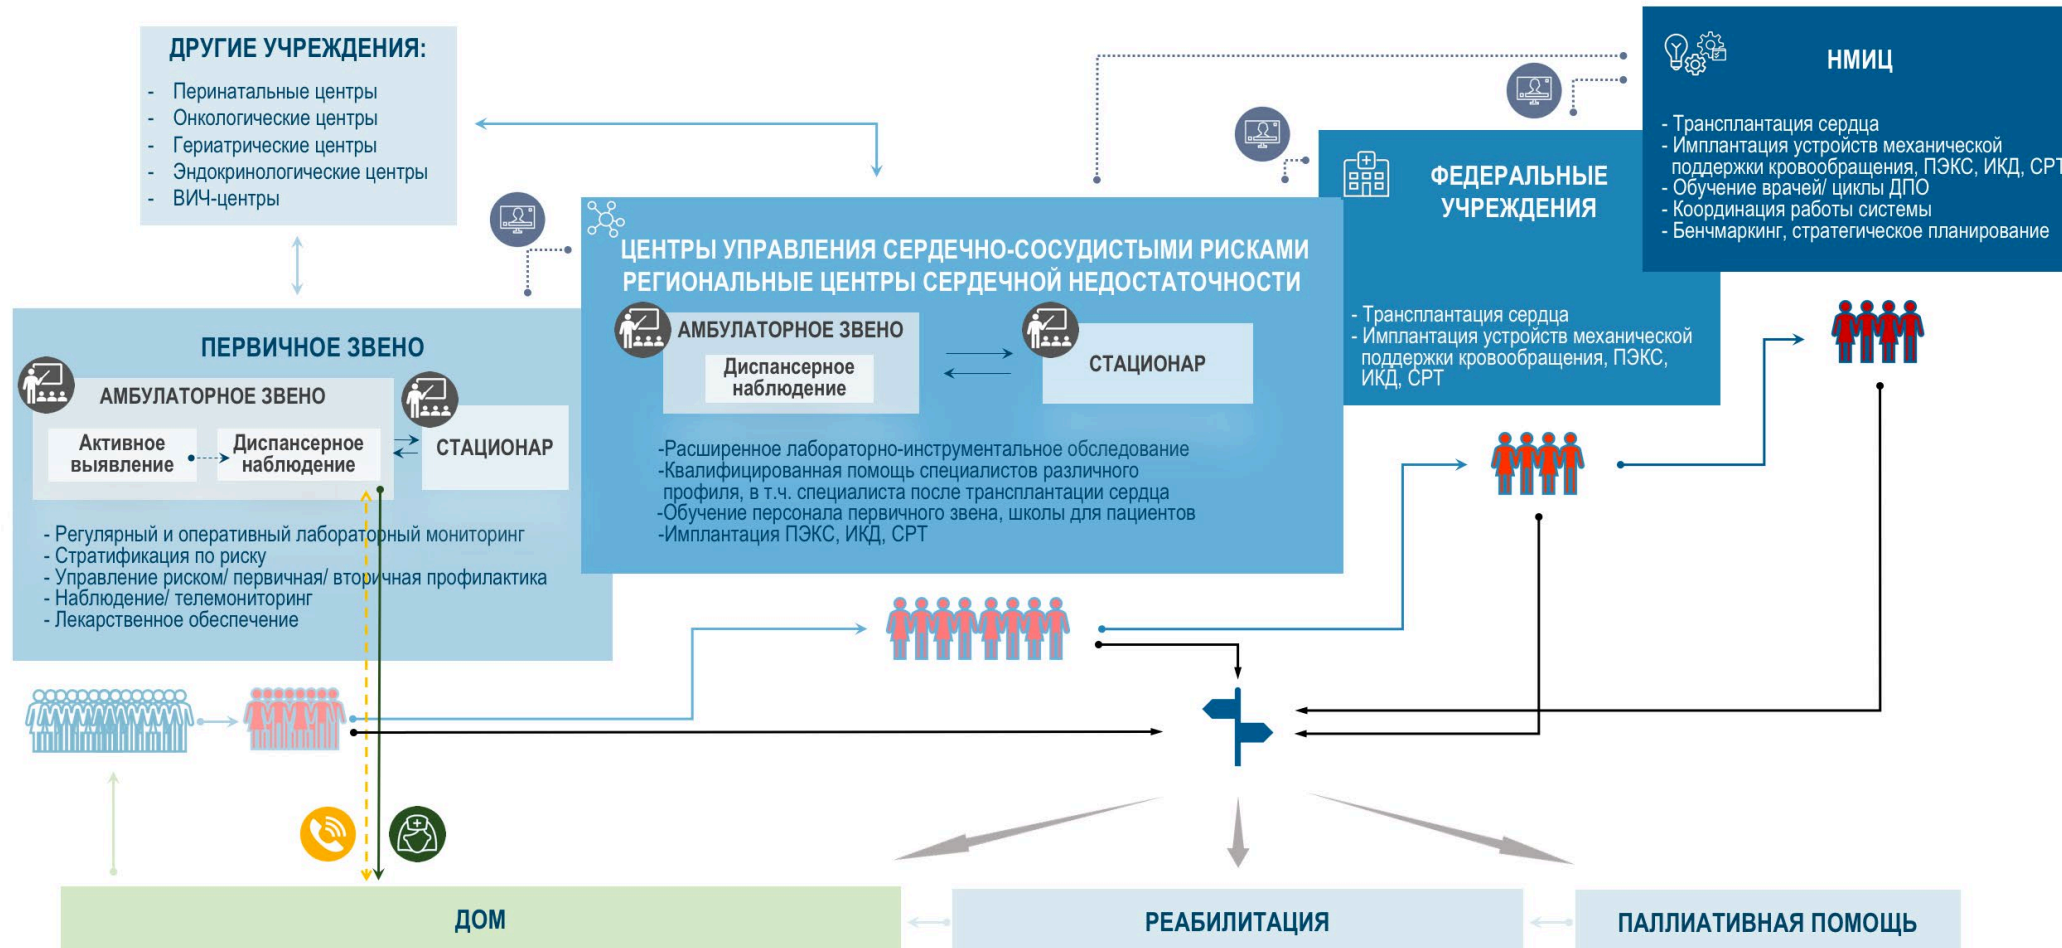 ДРУГИЕ УЧРЕЖДЕНИЯ:
- Перинатальные центры
- Онкологические центры
- Гериатрические центры
- Эндокринологические центры
- ВИЧ-центры
НМИЦ
- Трансплантация сердца
- Имплантация устройств механической
поддержки кровообращения, ПЭКС, ИКД, СРТ
- Обучение врачей/ циклы ДПО
- Координация работы системы
- Бенчмаркинг, стратегическое планирование
ФЕДЕРАЛЬНЫЕ
УЧРЕЖДЕНИЯ
- Трансплантация сердца
- Имплантация устройств механической
поддержки кровообращения, ПЭКС,
ИКД, СРТ
ЦЕНТРЫ УПРАВЛЕНИЯ СЕРДЕЧНО-СОСУДИСТЫМИ РИСКАМИ
РЕГИОНАЛЬНЫЕ ЦЕНТРЫ СЕРДЕЧНОЙ НЕДОСТАТОЧНОСТИ
АМБУЛАТОРНОЕ ЗВЕНО
Диспансерное
наблюдение
СТАЦИОНАР
-Расширенное лабораторно-инструментальное обследование
-Квалифицированная помощь специалистов различного
профиля, в т.ч. специалиста после трансплантации сердца
-Обучение персонала первичного звена, школы для пациентов
-Имплантация ПЭКС, ИКД, СРТ
ПЕРВИЧНОЕ ЗВЕНО
АМБУЛАТОРНОЕ ЗВЕНО
Активное
выявление
Диспансерное
наблюдение
СТАЦИОНАР
- Регулярный и оперативный лабораторный мониторинг
- Стратификация по риску
- Управление риском/ первичная/ вторичная профилактика
- Наблюдение/ телемониторинг
- Лекарственное обеспечение
ДОМ
РЕАБИЛИТАЦИЯ
ПАЛЛИАТИВНАЯ ПОМОЩЬ